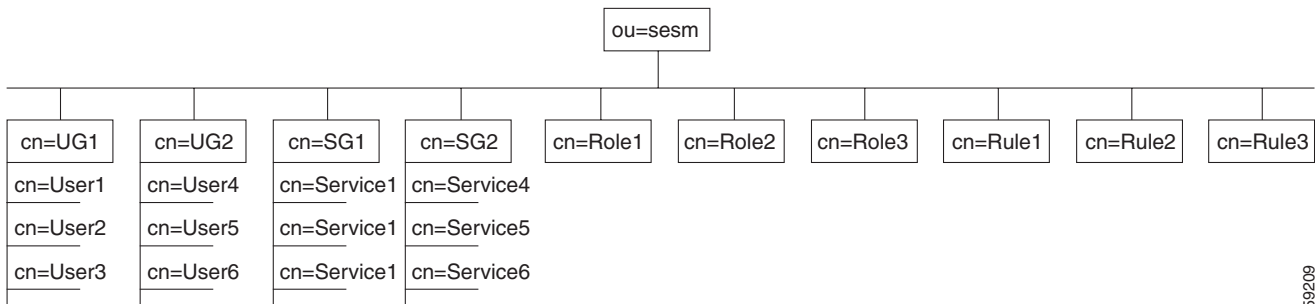 ou=sesm
cn=UG1 cn=UG2 cn=SG1 cn=SG2 cn=Role1 cn=Role2 cn=Role3 cn=Rule1 cn=Rule2 cn=Rule3
cn=User1 cn=User4 cn=Service1 cn=Service4
cn=User2 cn=User5 cn=Service1 cn=Service5
cn=User3 cn=User6 cn=Service1 cn=Service6
59209